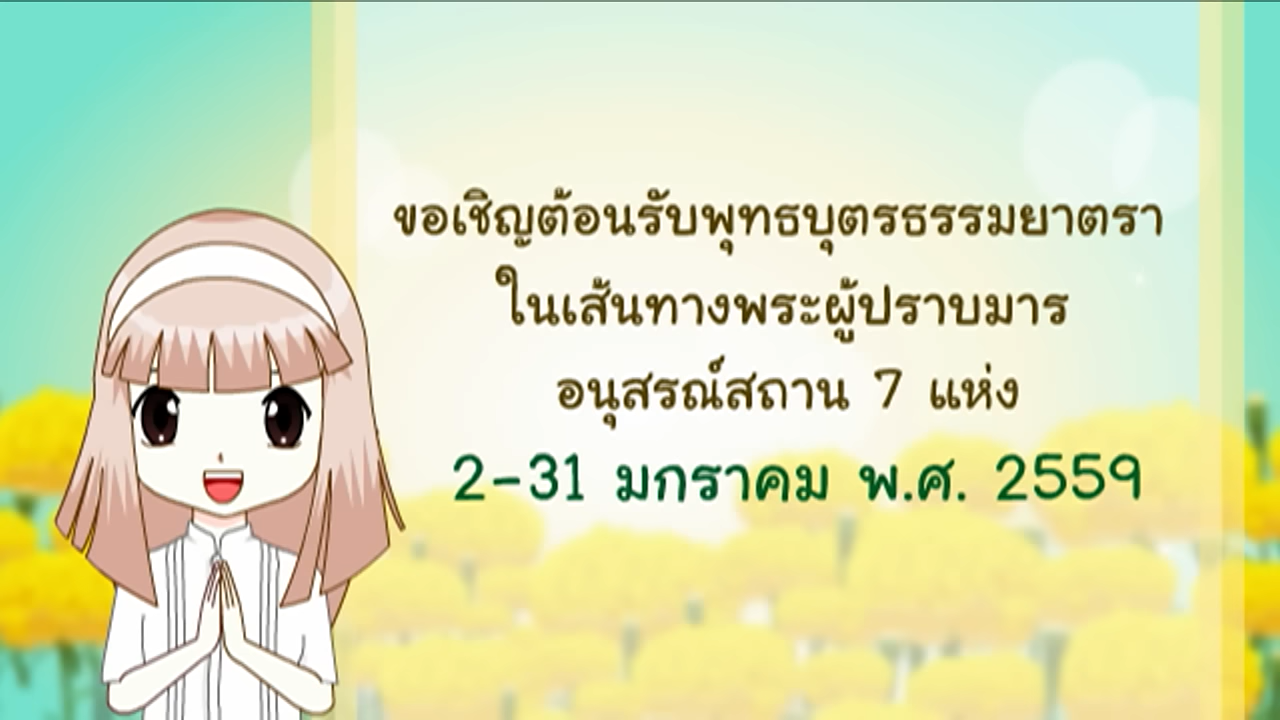 ขอเชิญต้อนรับพุทธบุตรธรรมยาตรา
ในเส้นทางพระผู้ปราบมาร
อนุสรณ์สถาน 7 แห่ง
2-31 มกราคม พ.ศ. 2559